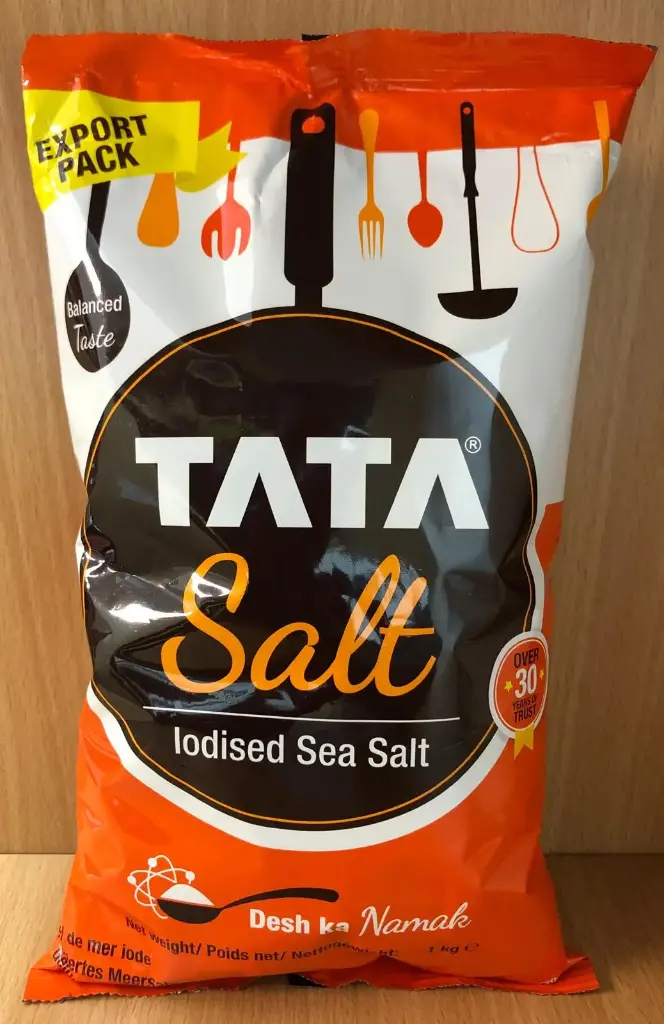 EXPORT
PACK
Balanced
Taste
TATA®
Salt
Iodised Sea Salt
OVER
30
YEARS OF
TRUST
Desh ka Namak
Net weight/ Poids net/ Nettogewicht: 1 kg ℮
de mer iode